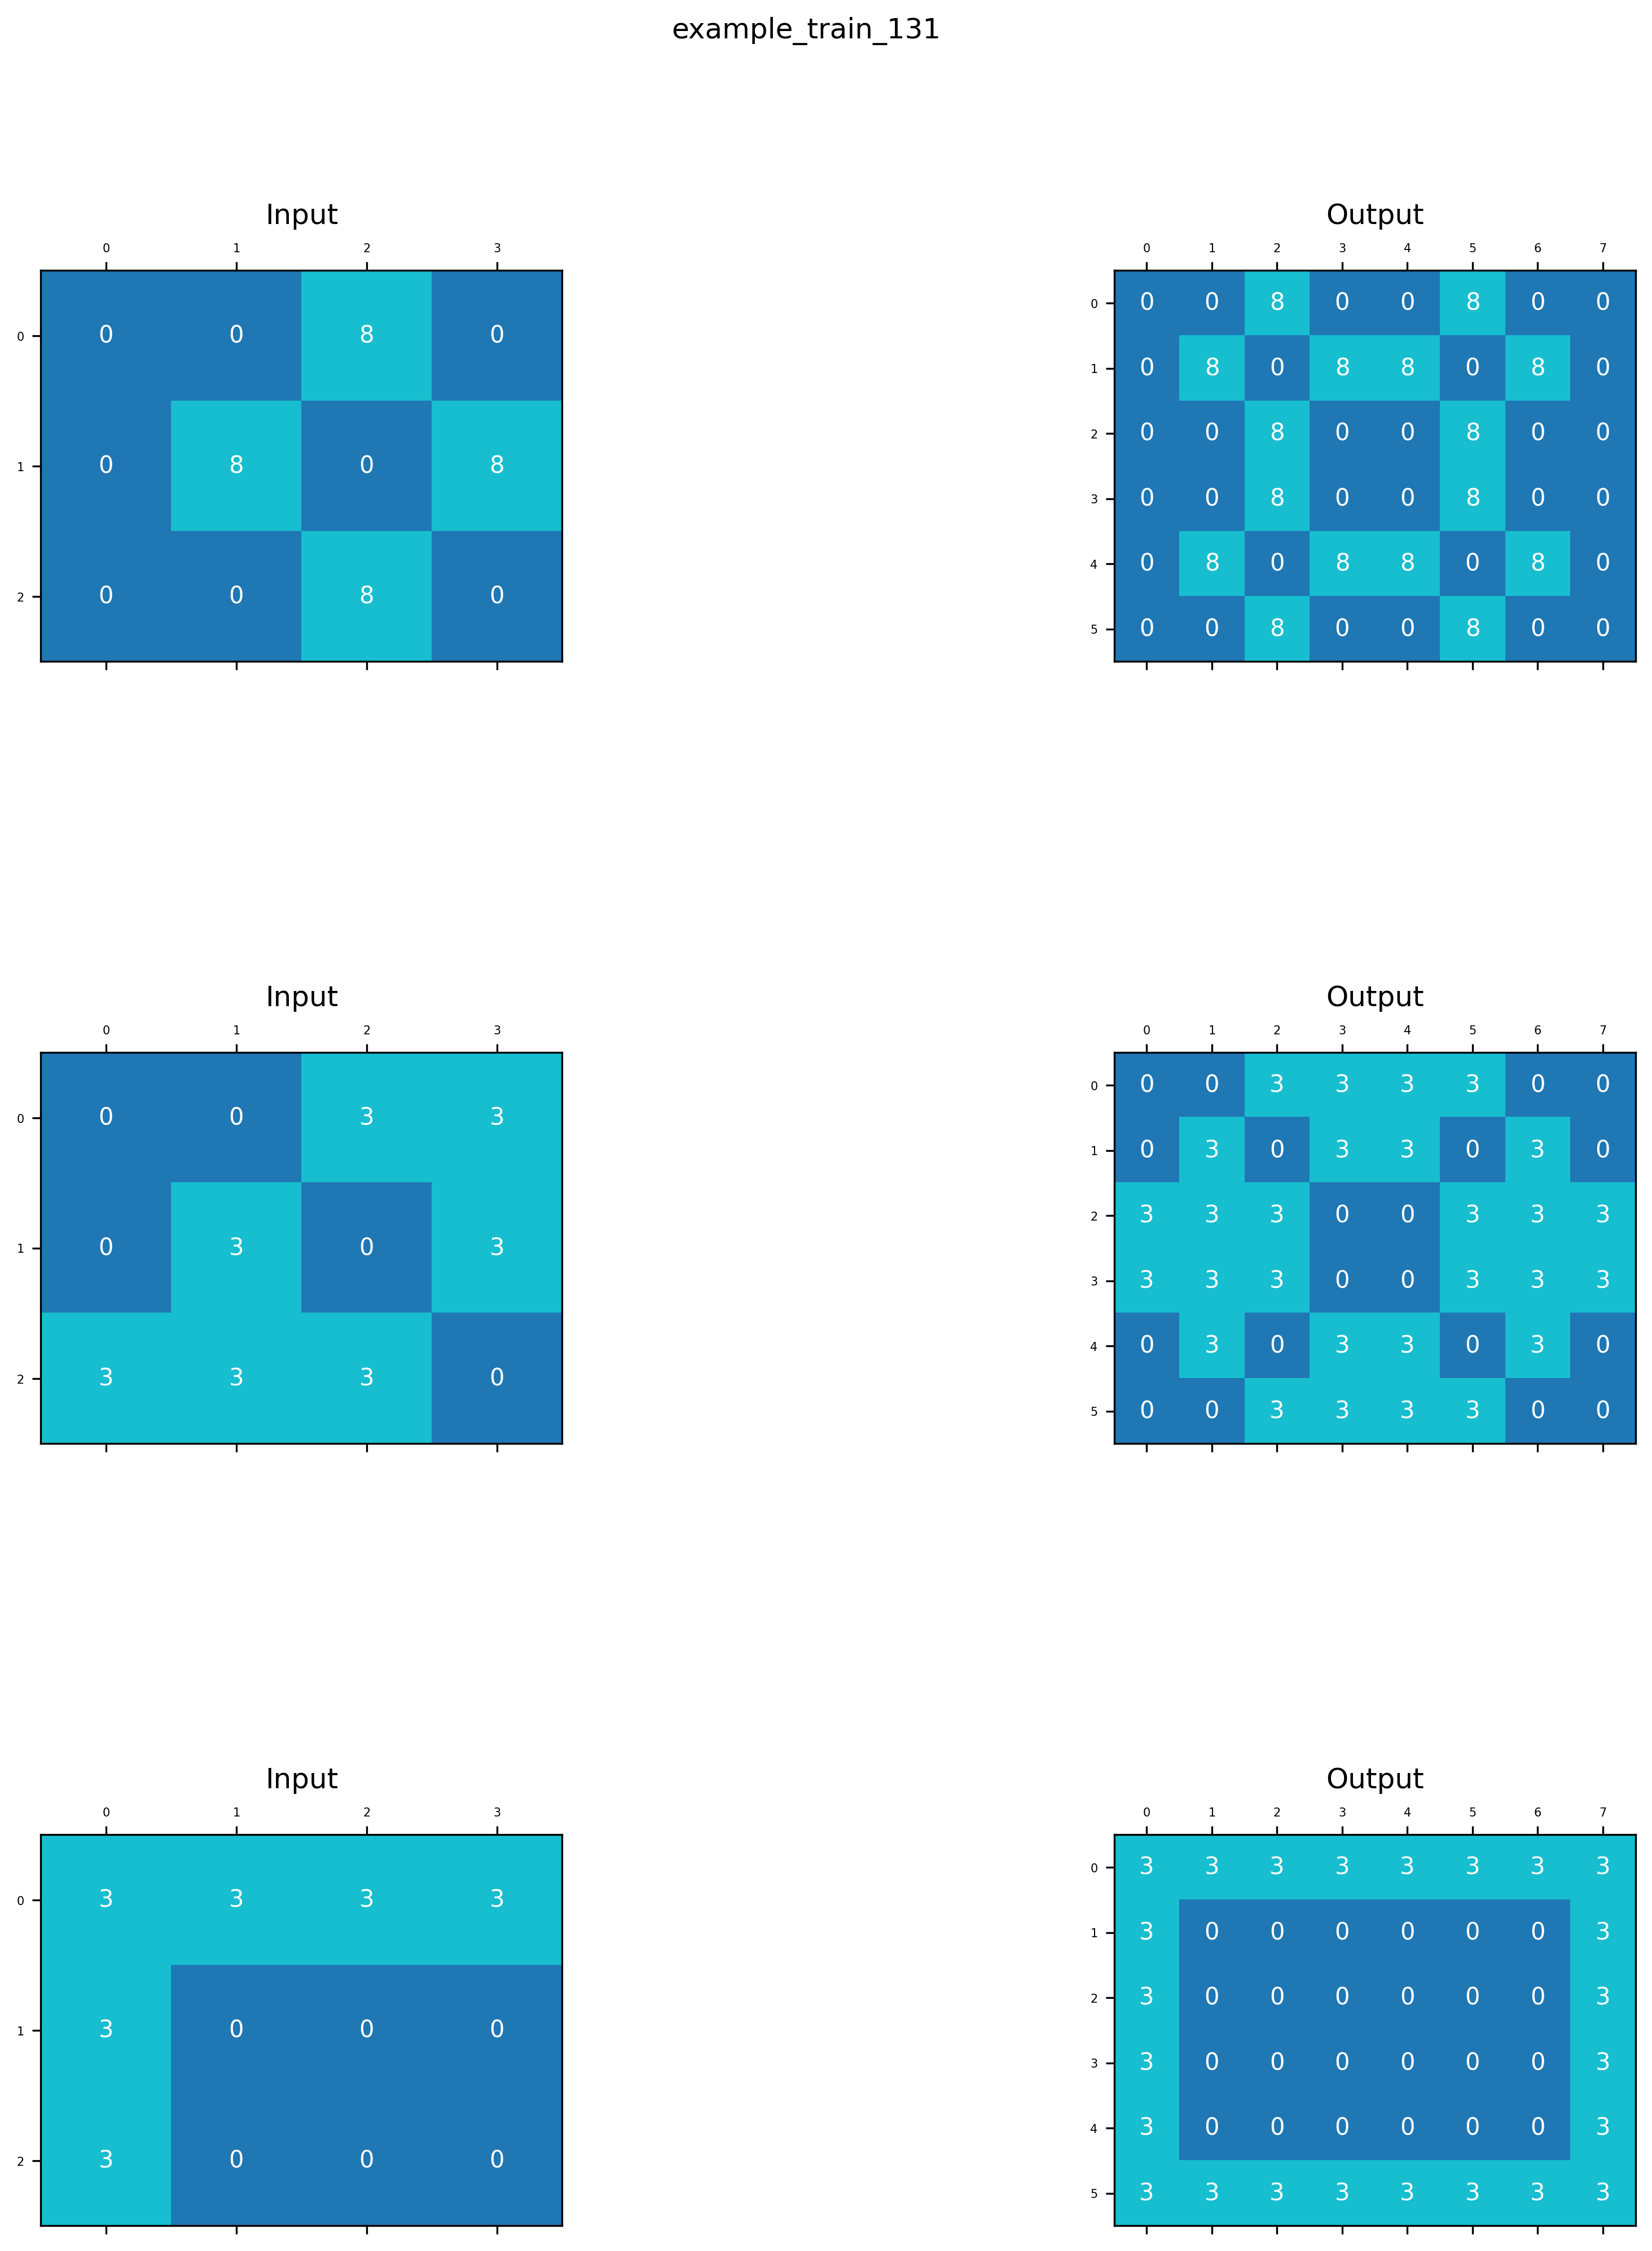 example_train_131
Input
Output
0 1 2 3
0 1 2 3 4 5 6 7
0 0 0 8 0
1 0 8 0 8
2 0 0 8 0
0 0 0 8 0 0 8 0 0
1 0 8 0 8 8 0 8 0
2 0 0 8 0 0 8 0 0
3 0 0 8 0 0 8 0 0
4 0 8 0 8 8 0 8 0
5 0 0 8 0 0 8 0 0
Input
Output
0 1 2 3
0 1 2 3 4 5 6 7
0 0 0 3 3
1 0 3 0 3
2 3 3 3 0
0 0 0 3 3 3 3 0 0
1 0 3 0 3 3 0 3 0
2 3 3 3 0 0 3 3 3
3 3 3 3 0 0 3 3 3
4 0 3 0 3 3 0 3 0
5 0 0 3 3 3 3 0 0
Input
Output
0 1 2 3
0 1 2 3 4 5 6 7
0 3 3 3 3
1 3 0 0 0
2 3 0 0 0
0 3 3 3 3 3 3 3 3
1 3 0 0 0 0 0 0 3
2 3 0 0 0 0 0 0 3
3 3 0 0 0 0 0 0 3
4 3 0 0 0 0 0 0 3
5 3 3 3 3 3 3 3 3